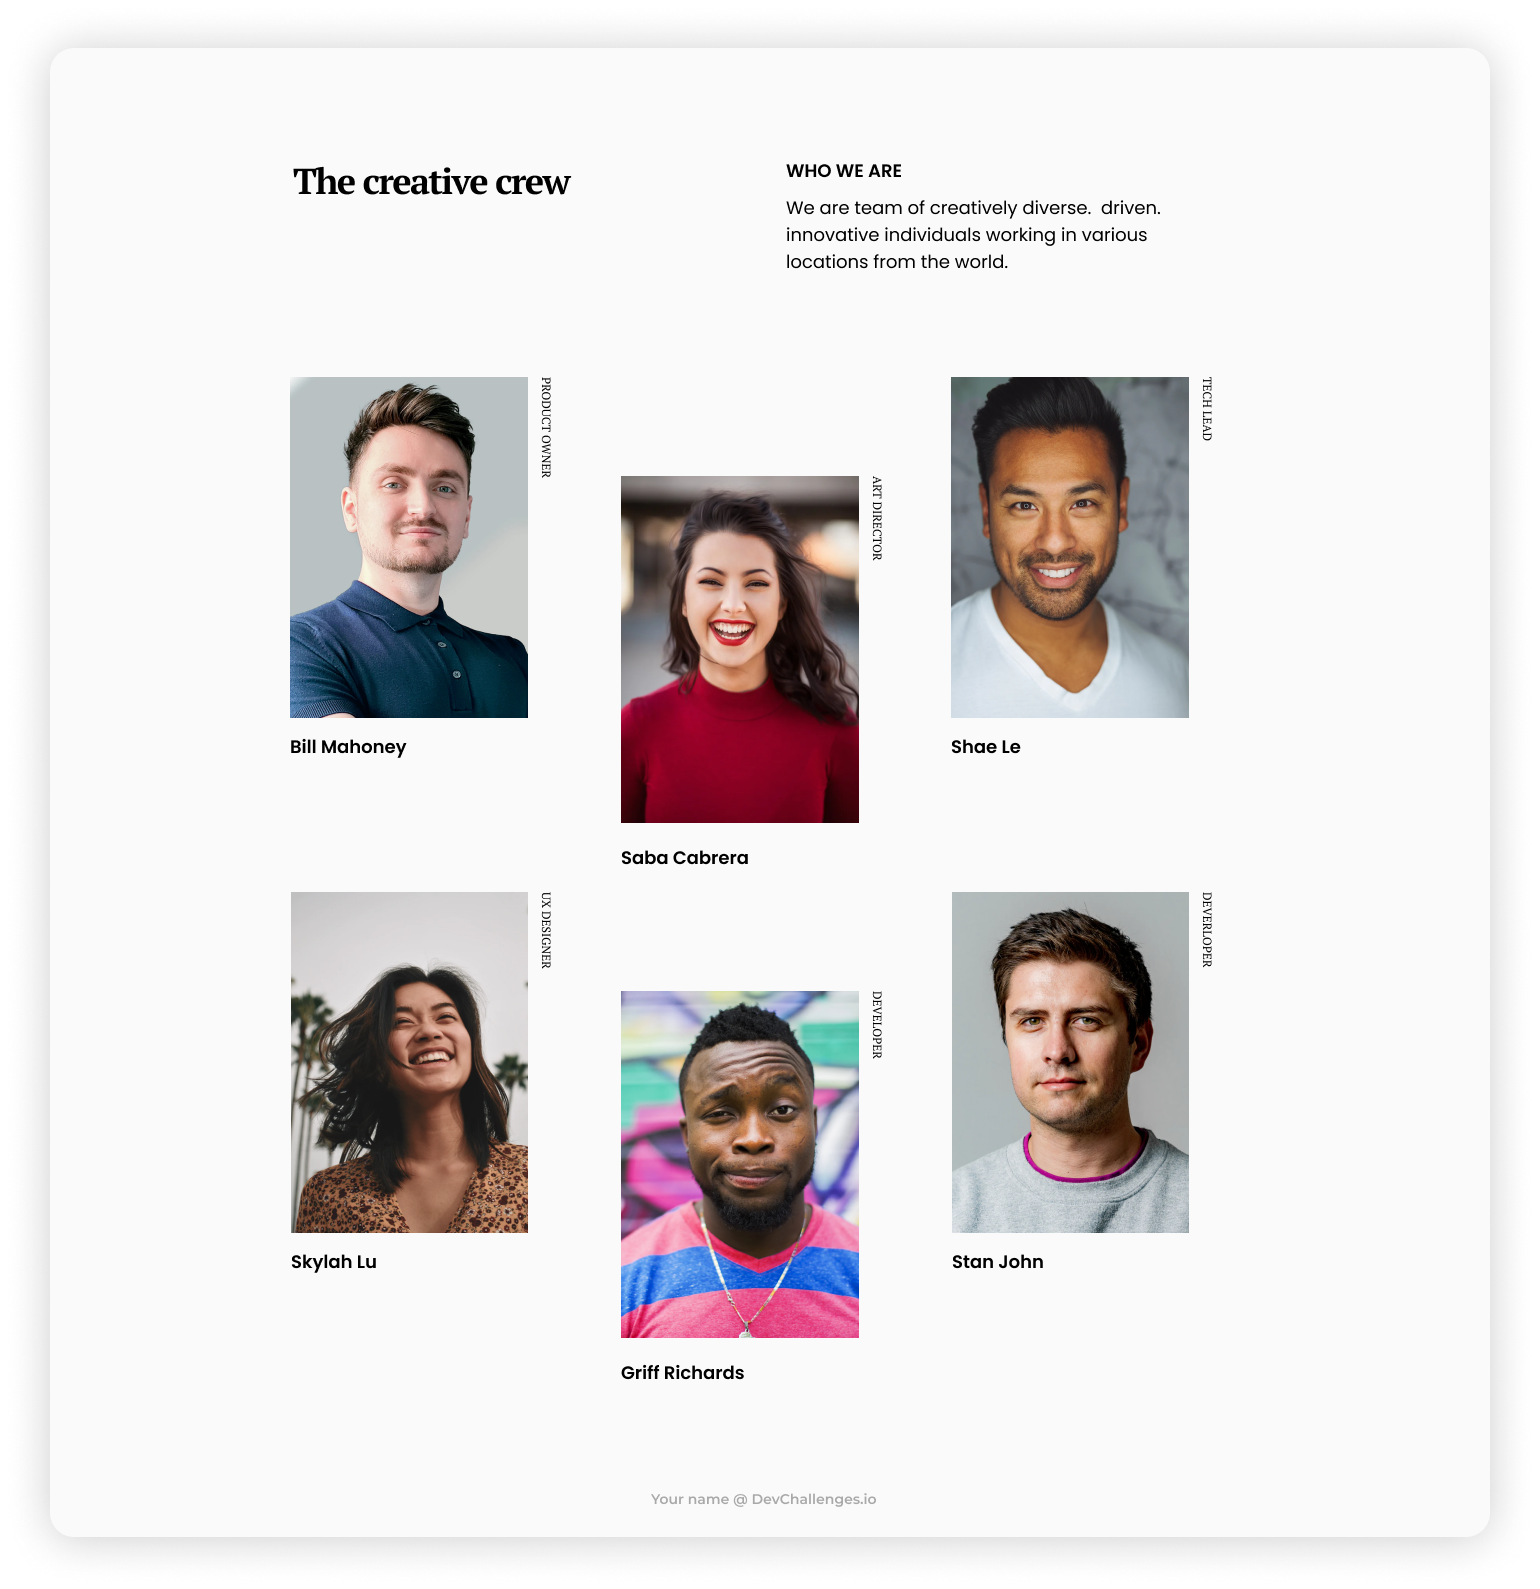 The creative crew
WHO WE ARE
We are team of creatively diverse.  driven.
innovative individuals working in various
locations from the world.
PRODUCT OWNER
Bill Mahoney
ART DIRECTOR
Saba Cabrera
TECH LEAD
Shae Le
UX DESIGNER
Skylah Lu
DEVELOPER
Griff Richards
DEVERLOPER
Stan John
Your name @ DevChallenges.io